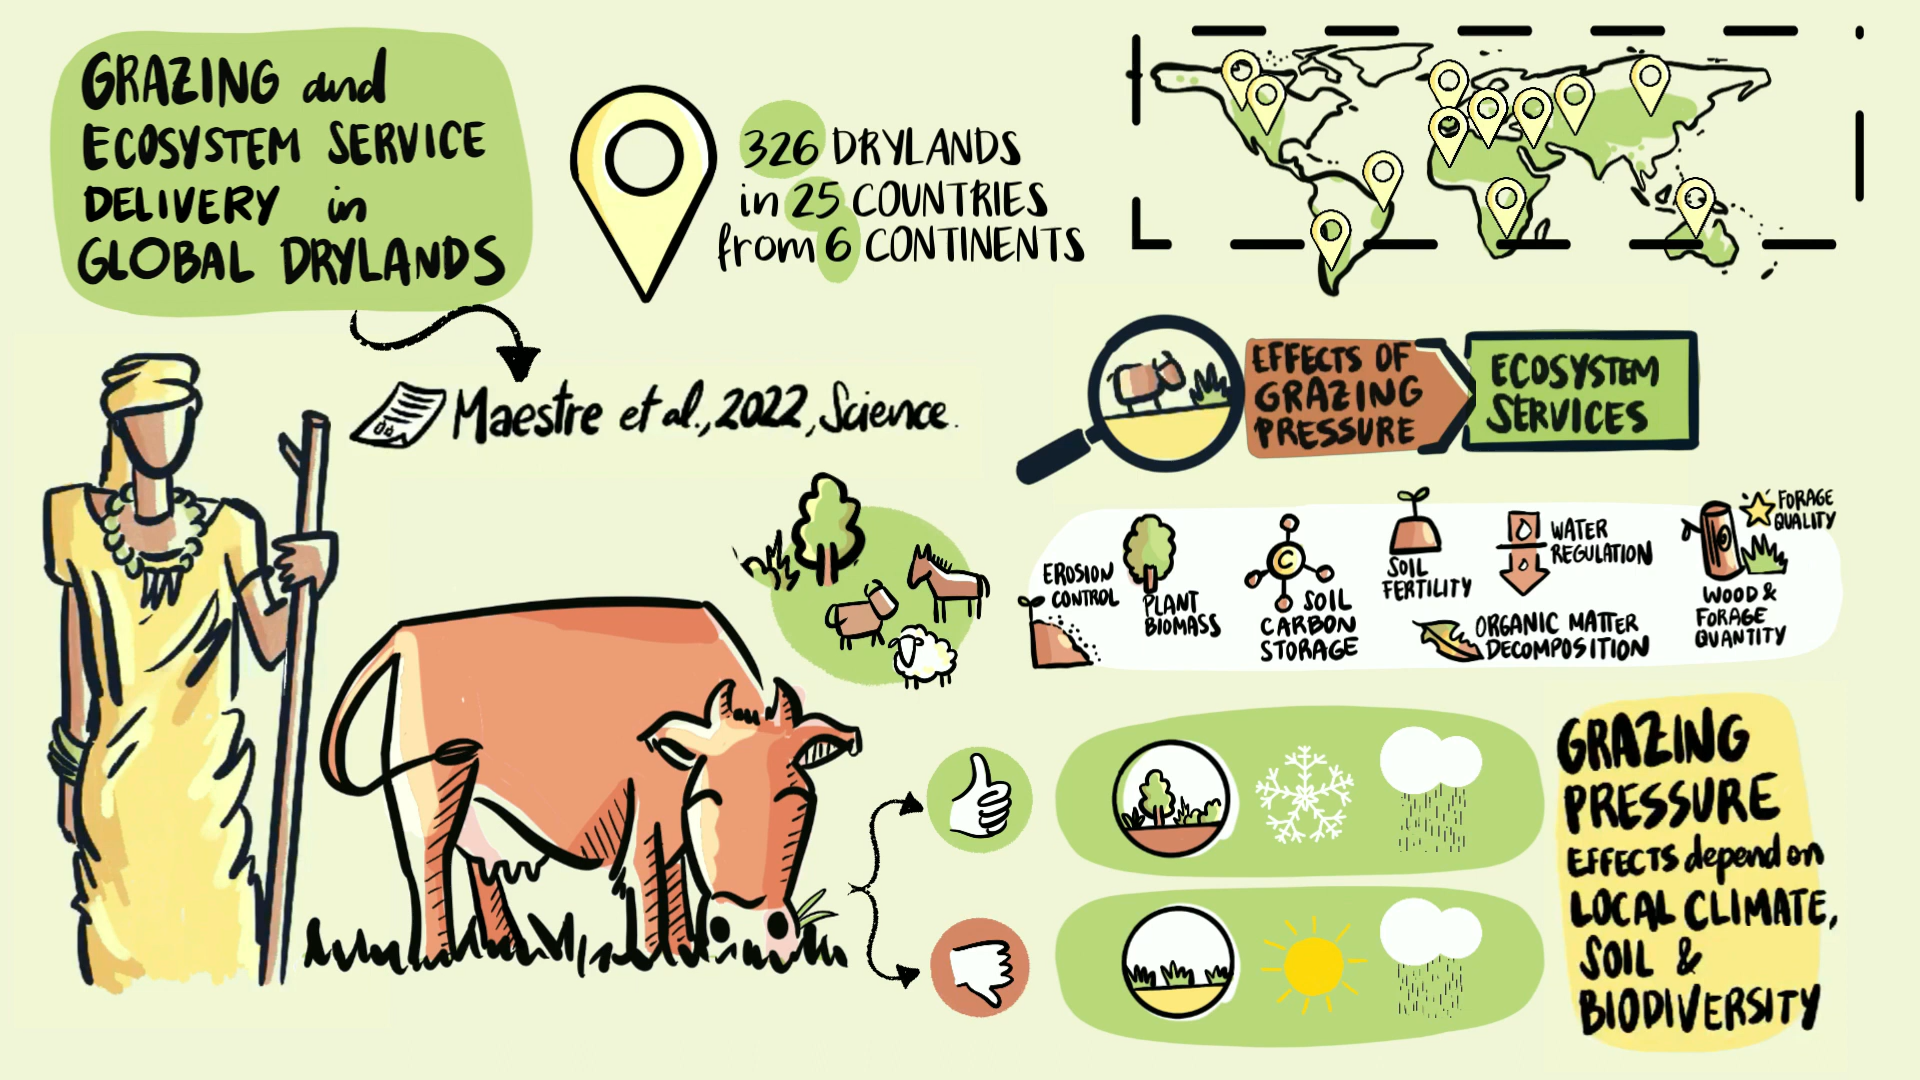 GRAZING and
ECOSYSTEM SERVICE
DELIVERY in
GLOBAL DRYLANDS
326 DRYLANDS
in 25 COUNTRIES
from 6 CONTINENTS
Maestre et al., 2022, Science.
EFFECTS OF
GRAZING
PRESSURE
ECOSYSTEM
SERVICES
EROSION
CONTROL
PLANT
BIOMASS
C
SOIL
CARBON
STORAGE
SOIL
FERTILITY
WATER
REGULATION
ORGANIC MATTER
DECOMPOSITION
FORAGE
QUALITY
WOOD &
FORAGE
QUANTITY
GRAZING
PRESSURE
EFFECTS depend on
LOCAL CLIMATE,
SOIL &
BIODIVERSITY